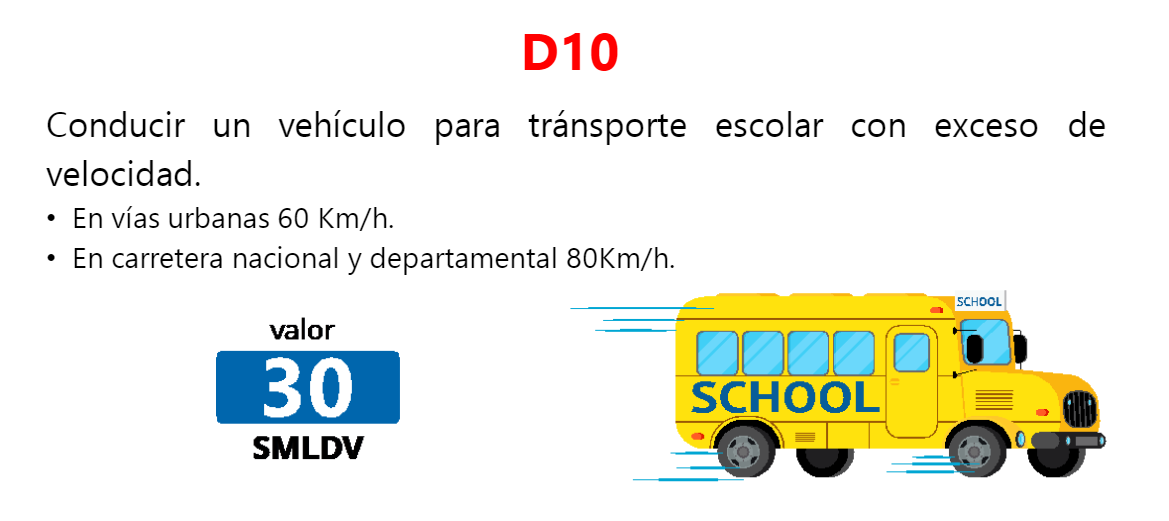 D10
Conducir un vehículo para tránsporte escolar con exceso de
velocidad.
• En vías urbanas 60 Km/h.
• En carretera nacional y departamental 80Km/h.
valor
30
SMLDV
SCHOOL
SCHOOL